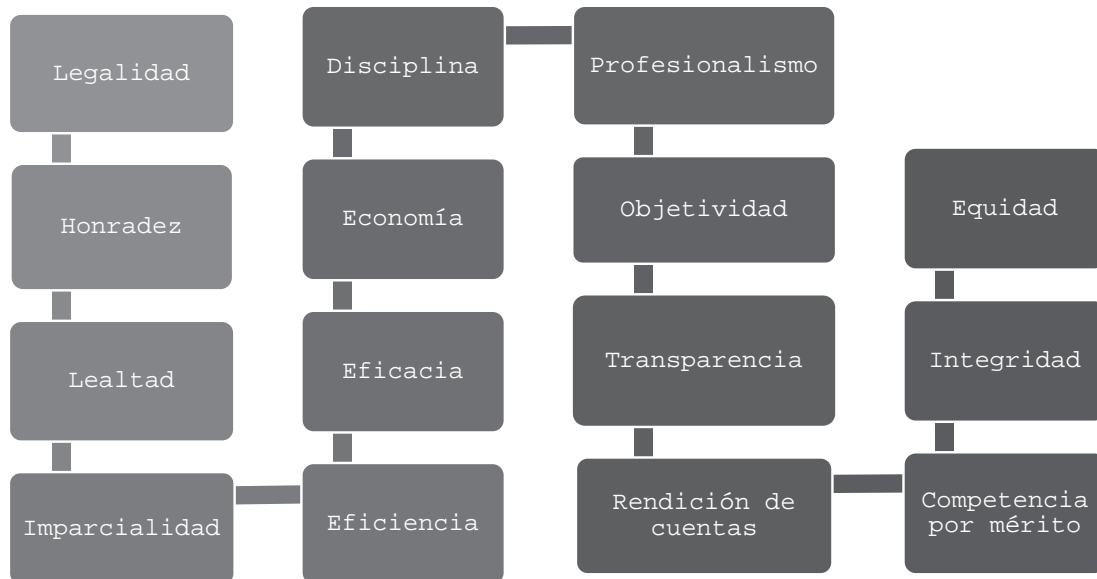 Legalidad
Honradez
Lealtad
Imparcialidad
Eficiencia
Eficacia
Economía
Disciplina
Profesionalismo
Objetividad
Transparencia
Rendición de
cuentas
Competencia
por mérito
Integridad
Equidad